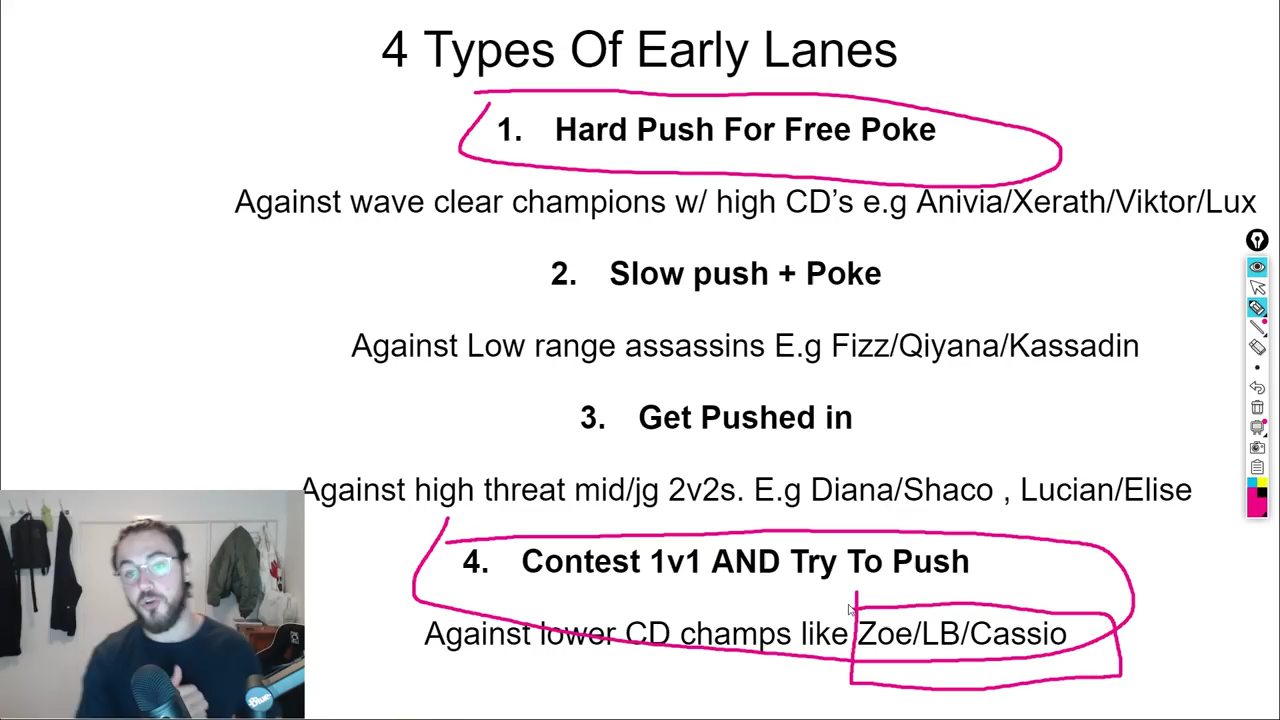 4 Types Of Early Lanes
1. Hard Push For Free Poke
Against wave clear champions w/ high CD’s e.g Anivia/Xerath/Viktor/Lux
2. Slow push + Poke
Against Low range assassins E.g Fizz/Qiyana/Kassadin
3. Get Pushed in
Against high threat mid/jg 2v2s. E.g Diana/Shaco , Lucian/Elise
4. Contest 1v1 AND Try To Push
Against lower CD champs like Zoe/LB/Cassio